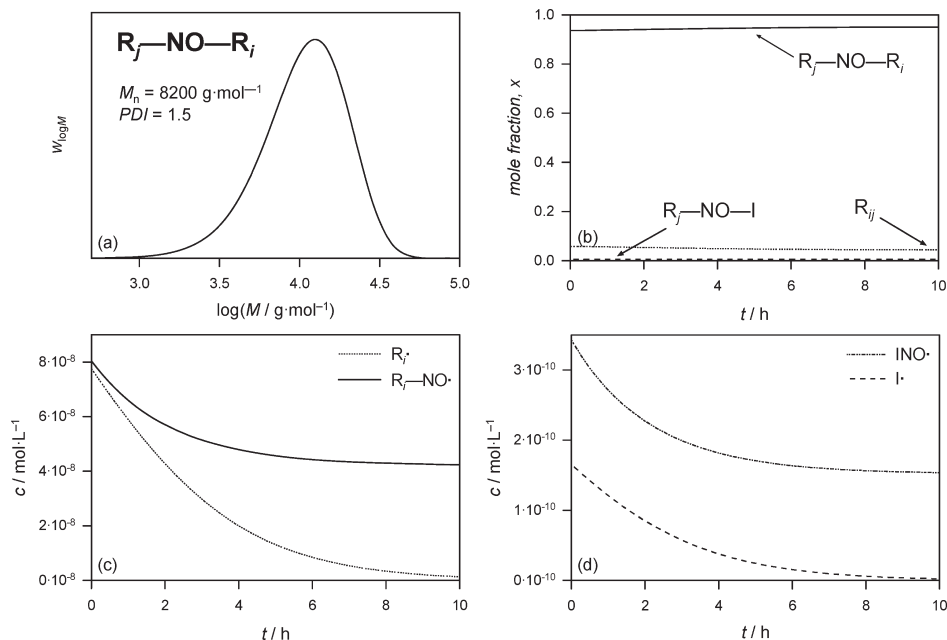 Rj—NO—Ri
Mn = 8200 g·mol–1
PDI = 1.5
wlogM
(a)
3.0 3.5 4.0 4.5 5.0
log(M / g·mol–1)
1.0
0.8
0.6
0.4
0.2
0.0
mole fraction, x
Rj—NO—Ri
Rj—NO—I
Rij
(b)
0 2 4 6 8 10
t / h
8·10-8
6·10-8
4·10-8
2·10-8
0·10-8
c / mol·L–1
Ri•
Ri—NO•
(c)
0 2 4 6 8 10
t / h
3·10-10
2·10-10
1·10-10
0·10-10
c / mol·L–1
INO•
I•
(d)
0 2 4 6 8 10
t / h